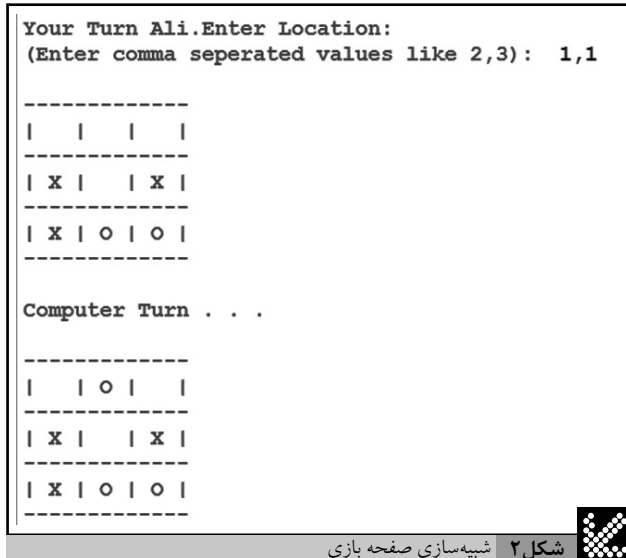 Your Turn Ali.Enter Location:
(Enter comma seperated values like 2,3): 1,1
-------------
|   |   |   |
-------------
| X |   | X |
-------------
| X | O | O |
-------------
Computer Turn . . .
-------------
|   | O |   |
-------------
| X |   | X |
-------------
| X | O | O |
-------------
شکل۲ شبیه‌سازی صفحه بازی